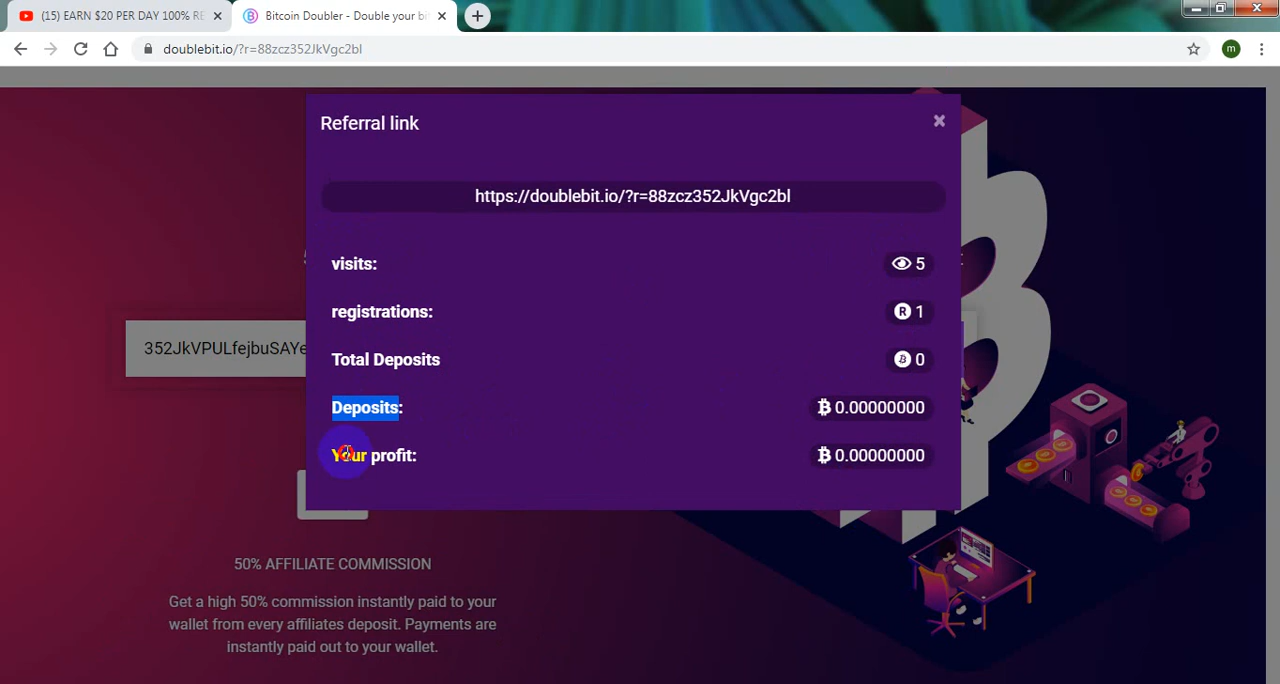 (15) EARN $20 PER DAY 100% RE
Bitcoin Doubler - Double your bi
doublebit.io/?r=88zcz352JkVgc2bl
m
Referral link
https://doublebit.io/?r=88zcz352JkVgc2bl
visits: 5
registrations: R 1
Total Deposits 0
Deposits: 0.00000000
Your profit: 0.00000000
352JkVPULfejbuSAYe
50% AFFILIATE COMMISSION
Get a high 50% commission instantly paid to your
wallet from every affiliates deposit. Payments are
instantly paid out to your wallet.